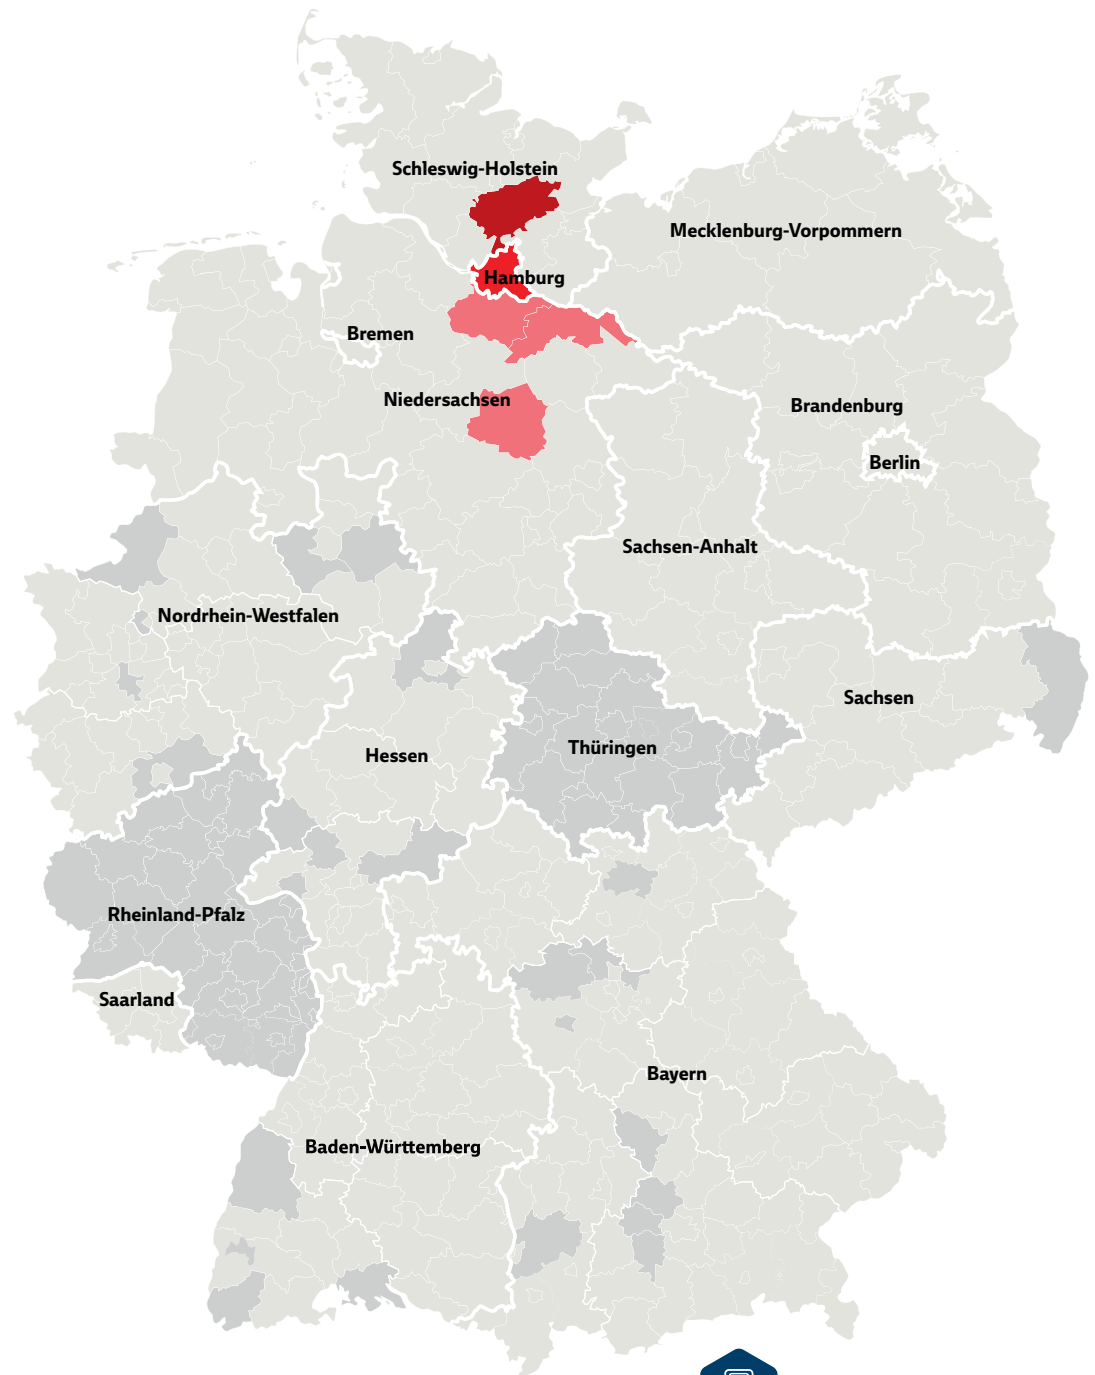 Schleswig-Holstein
Mecklenburg-Vorpommern
Hamburg
Bremen
Niedersachsen
Brandenburg
Berlin
Sachsen-Anhalt
Nordrhein-Westfalen
Sachsen
Thüringen
Hessen
Rheinland-Pfalz
Saarland
Bayern
Baden-Württemberg